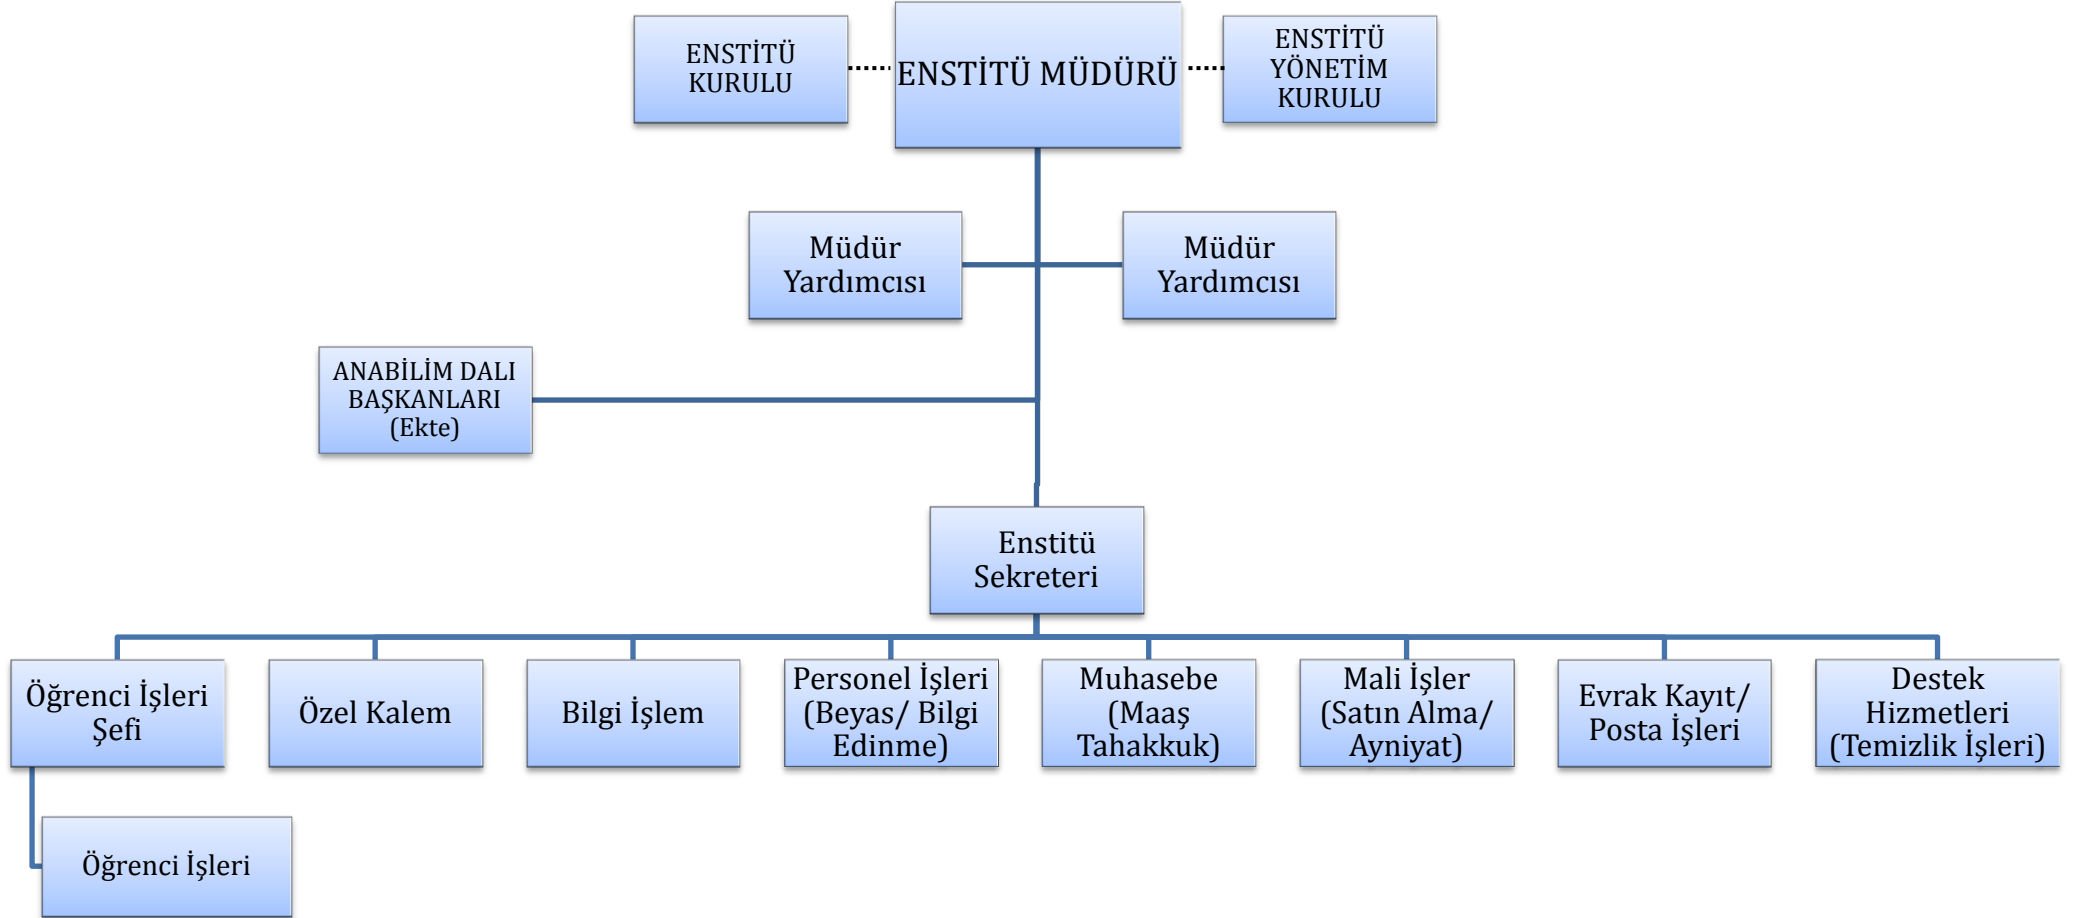 ENSTİTÜ
KURULU
ENSTİTÜ MÜDÜRÜ
ENSTİTÜ
YÖNETİM
KURULU
Müdür
Yardımcısı
Müdür
Yardımcısı
ANABİLİM DALI
BAŞKANLARI
(Ekte)
Enstitü
Sekreteri
Öğrenci İşleri
Şefi
Özel Kalem
Bilgi İşlem
Personel İşleri
(Beyas/ Bilgi
Edinme)
Muhasebe
(Maaş
Tahakkuk)
Mali İşler
(Satın Alma/
Ayniyat)
Evrak Kayıt/
Posta İşleri
Destek
Hizmetleri
(Temizlik İşleri)
Öğrenci İşleri